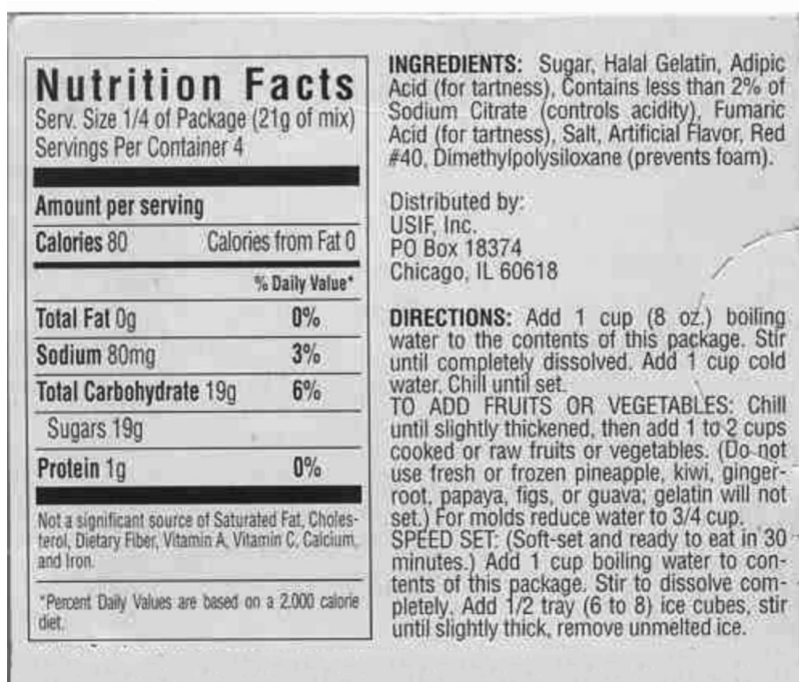 Nutrition Facts
Serv. Size 1/4 of Package (21g of mix)
Servings Per Container 4
Amount per serving
Calories 80 Calories from Fat 0
% Daily Value*
Total Fat 0g 0%
Sodium 80mg 3%
Total Carbohydrate 19g 6%
Sugars 19g
Protein 1g 0%
Not a significant source of Saturated Fat, Choles-
terol, Dietary Fiber, Vitamin A, Vitamin C, Calcium,
and Iron.
*Percent Daily Values are based on a 2,000 calorie
diet.
INGREDIENTS: Sugar, Halal Gelatin, Adipic
Acid (for tartness), Contains less than 2% of
Sodium Citrate (controls acidity), Fumaric
Acid (for tartness), Salt, Artificial Flavor, Red
#40, Dimethylpolysiloxane (prevents foam).
Distributed by:
USIF, Inc.
PO Box 18374
Chicago, IL 60618
DIRECTIONS: Add 1 cup (8 oz.) boiling
water to the contents of this package. Stir
until completely dissolved. Add 1 cup cold
water. Chill until set.
TO ADD FRUITS OR VEGETABLES: Chill
until slightly thickened, then add 1 to 2 cups
cooked or raw fruits or vegetables. (Do not
use fresh or frozen pineapple, kiwi, ginger-
root, papaya, figs, or guava; gelatin will not
set.) For molds reduce water to 3/4 cup.
SPEED SET: (Soft-set and ready to eat in 30
minutes.) Add 1 cup boiling water to con-
tents of this package. Stir to dissolve com-
pletely. Add 1/2 tray (6 to 8) ice cubes, stir
until slightly thick, remove unmelted ice.